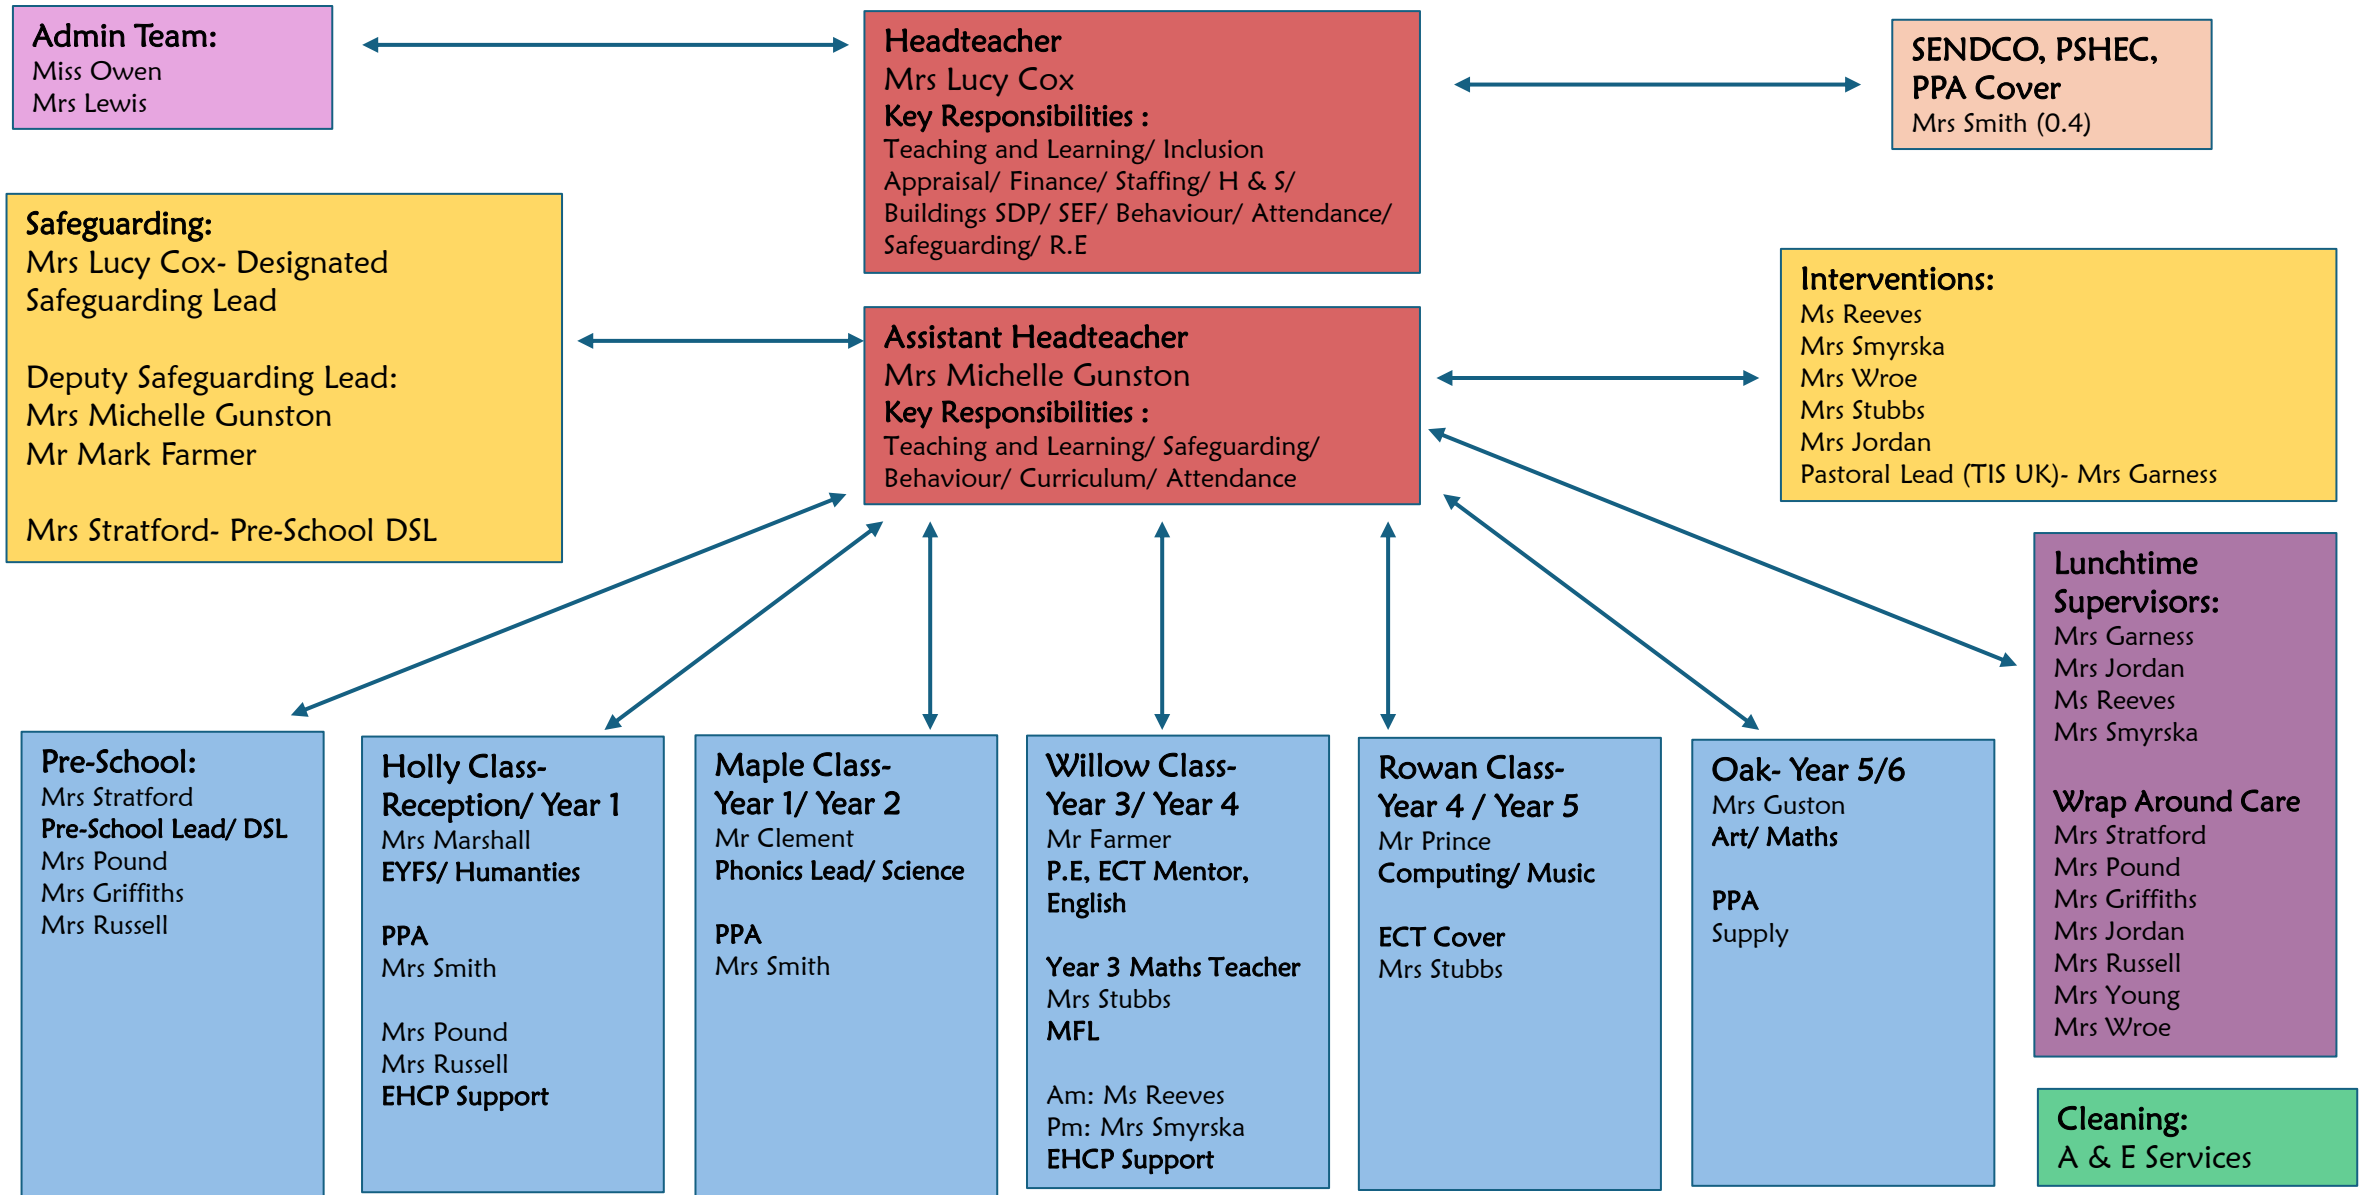 Admin Team:
Miss Owen
Mrs Lewis
Headteacher
Mrs Lucy Cox
Key Responsibilities :
Teaching and Learning/ Inclusion
Appraisal/ Finance/ Staffing/ H & S/
Buildings SDP/ SEF/ Behaviour/ Attendance/
Safeguarding/ R.E
SENDCO, PSHEC,
PPA Cover
Mrs Smith (0.4)
Safeguarding:
Mrs Lucy Cox- Designated
Safeguarding Lead
Deputy Safeguarding Lead:
Mrs Michelle Gunston
Mr Mark Farmer
Mrs Stratford- Pre-School DSL
Assistant Headteacher
Mrs Michelle Gunston
Key Responsibilities :
Teaching and Learning/ Safeguarding/
Behaviour/ Curriculum/ Attendance
Interventions:
Ms Reeves
Mrs Smyrska
Mrs Wroe
Mrs Stubbs
Mrs Jordan
Pastoral Lead (TIS UK)- Mrs Garness
Pre-School:
Mrs Stratford
Pre-School Lead/ DSL
Mrs Pound
Mrs Griffiths
Mrs Russell
Holly Class-
Reception/ Year 1
Mrs Marshall
EYFS/ Humanties
PPA
Mrs Smith
Mrs Pound
Mrs Russell
EHCP Support
Maple Class-
Year 1/ Year 2
Mr Clement
Phonics Lead/ Science
PPA
Mrs Smith
Willow Class-
Year 3/ Year 4
Mr Farmer
P.E, ECT Mentor,
English
Year 3 Maths Teacher
Mrs Stubbs
MFL
Am: Ms Reeves
Pm: Mrs Smyrska
EHCP Support
Rowan Class-
Year 4 / Year 5
Mr Prince
Computing/ Music
ECT Cover
Mrs Stubbs
Oak- Year 5/6
Mrs Guston
Art/ Maths
PPA
Supply
Lunchtime
Supervisors:
Mrs Garness
Mrs Jordan
Ms Reeves
Mrs Smyrska
Wrap Around Care
Mrs Stratford
Mrs Pound
Mrs Griffiths
Mrs Jordan
Mrs Russell
Mrs Young
Mrs Wroe
Cleaning:
A & E Services